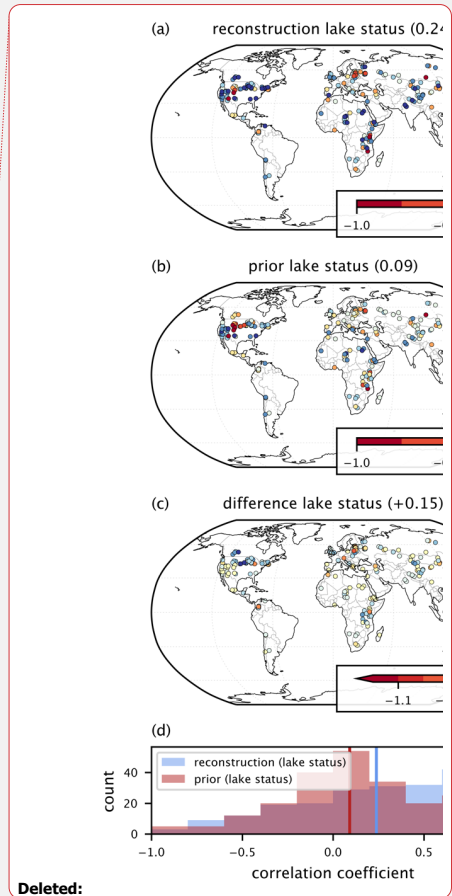 (a) reconstruction lake status (0.24
-1.0
(b) prior lake status (0.09)
-1.0
(c) difference lake status (+0.15)
-1.1
(d)
reconstruction (lake status)
prior (lake status)
count
40
20
0
-1.0 -0.5 0.0 0.5
correlation coefficient
Deleted: